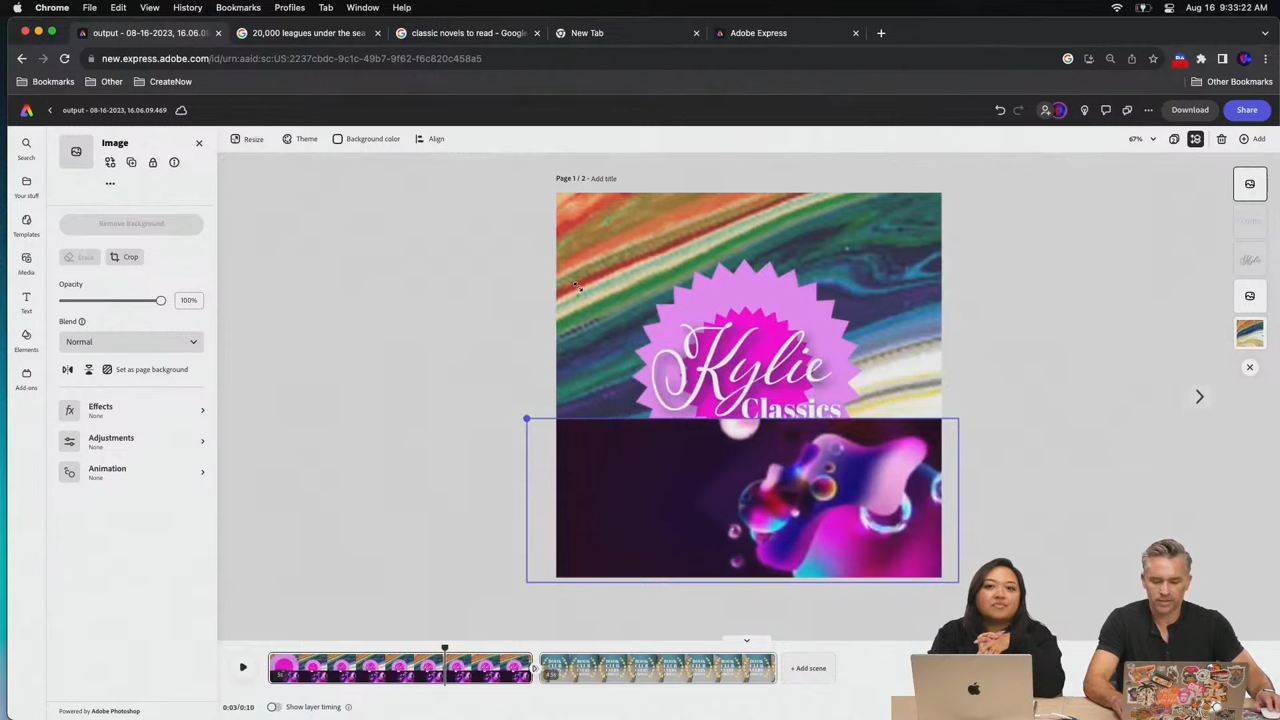 Chrome File Edit View History Bookmarks Profiles Tab Window Help Aug 16 9:33:22 AM
output - 08-16-2023, 16.06.0 20,000 leagues under the sea classic novels to read - Google New Tab Adobe Express
new.express.adobe.com/id/urn:aaid:sc:US:2237cbdc-9c1c-49b7-9f62-f6c820c458a5
Bookmarks Other CreateNow Other Bookmarks
output - 08-16-2023, 16.06.09.469 Download Share
Search Image Resize Theme Background color Align 67% Add
Your stuff
Page 1 / 2 - Add title
Templates Remove Background
Media Erase Crop
Text Opacity
100%
Elements Blend
Normal
Add-ons Set as page background
Kylie
Classics
Effects
None
Adjustments
None
Animation
None
+ Add scene
Powered by Adobe Photoshop 0:03/0:10 Show layer timing